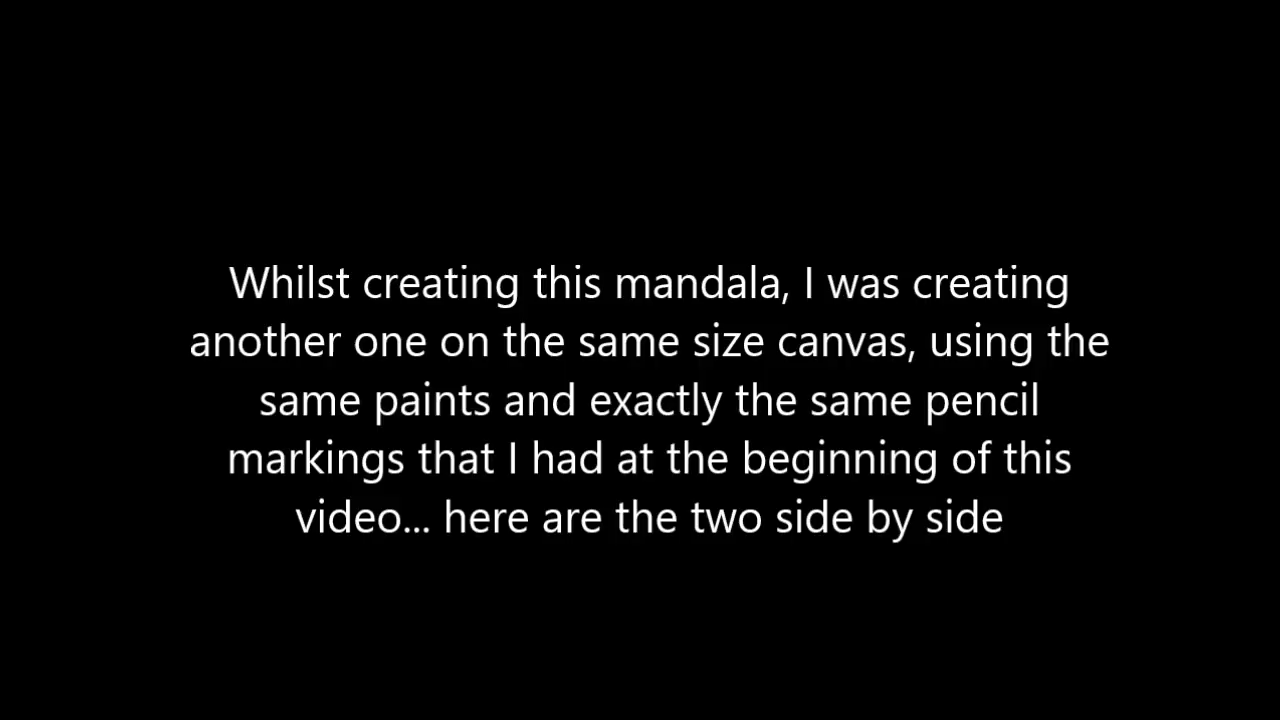 Whilst creating this mandala, I was creating
another one on the same size canvas, using the
same paints and exactly the same pencil
markings that I had at the beginning of this
video... here are the two side by side